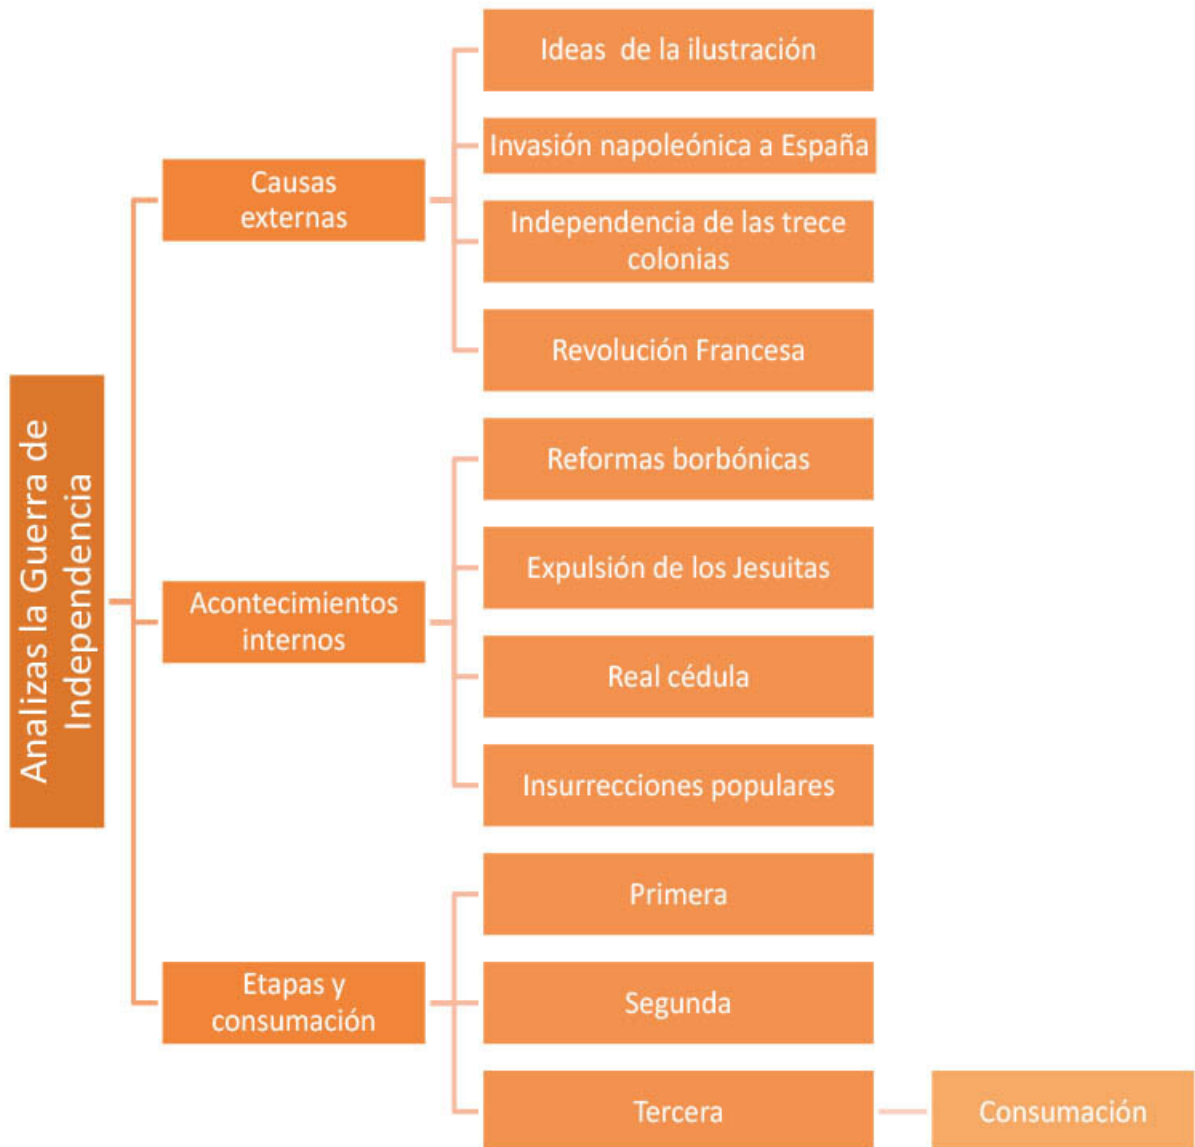 Analizas la Guerra de
Independencia
Causas
externas
Ideas de la ilustración
Invasión napoleónica a España
Independencia de las trece
colonias
Revolución Francesa
Acontecimientos
internos
Reformas borbónicas
Expulsión de los Jesuitas
Real cédula
Insurrecciones populares
Etapas y
consumación
Primera
Segunda
Tercera
Consumación